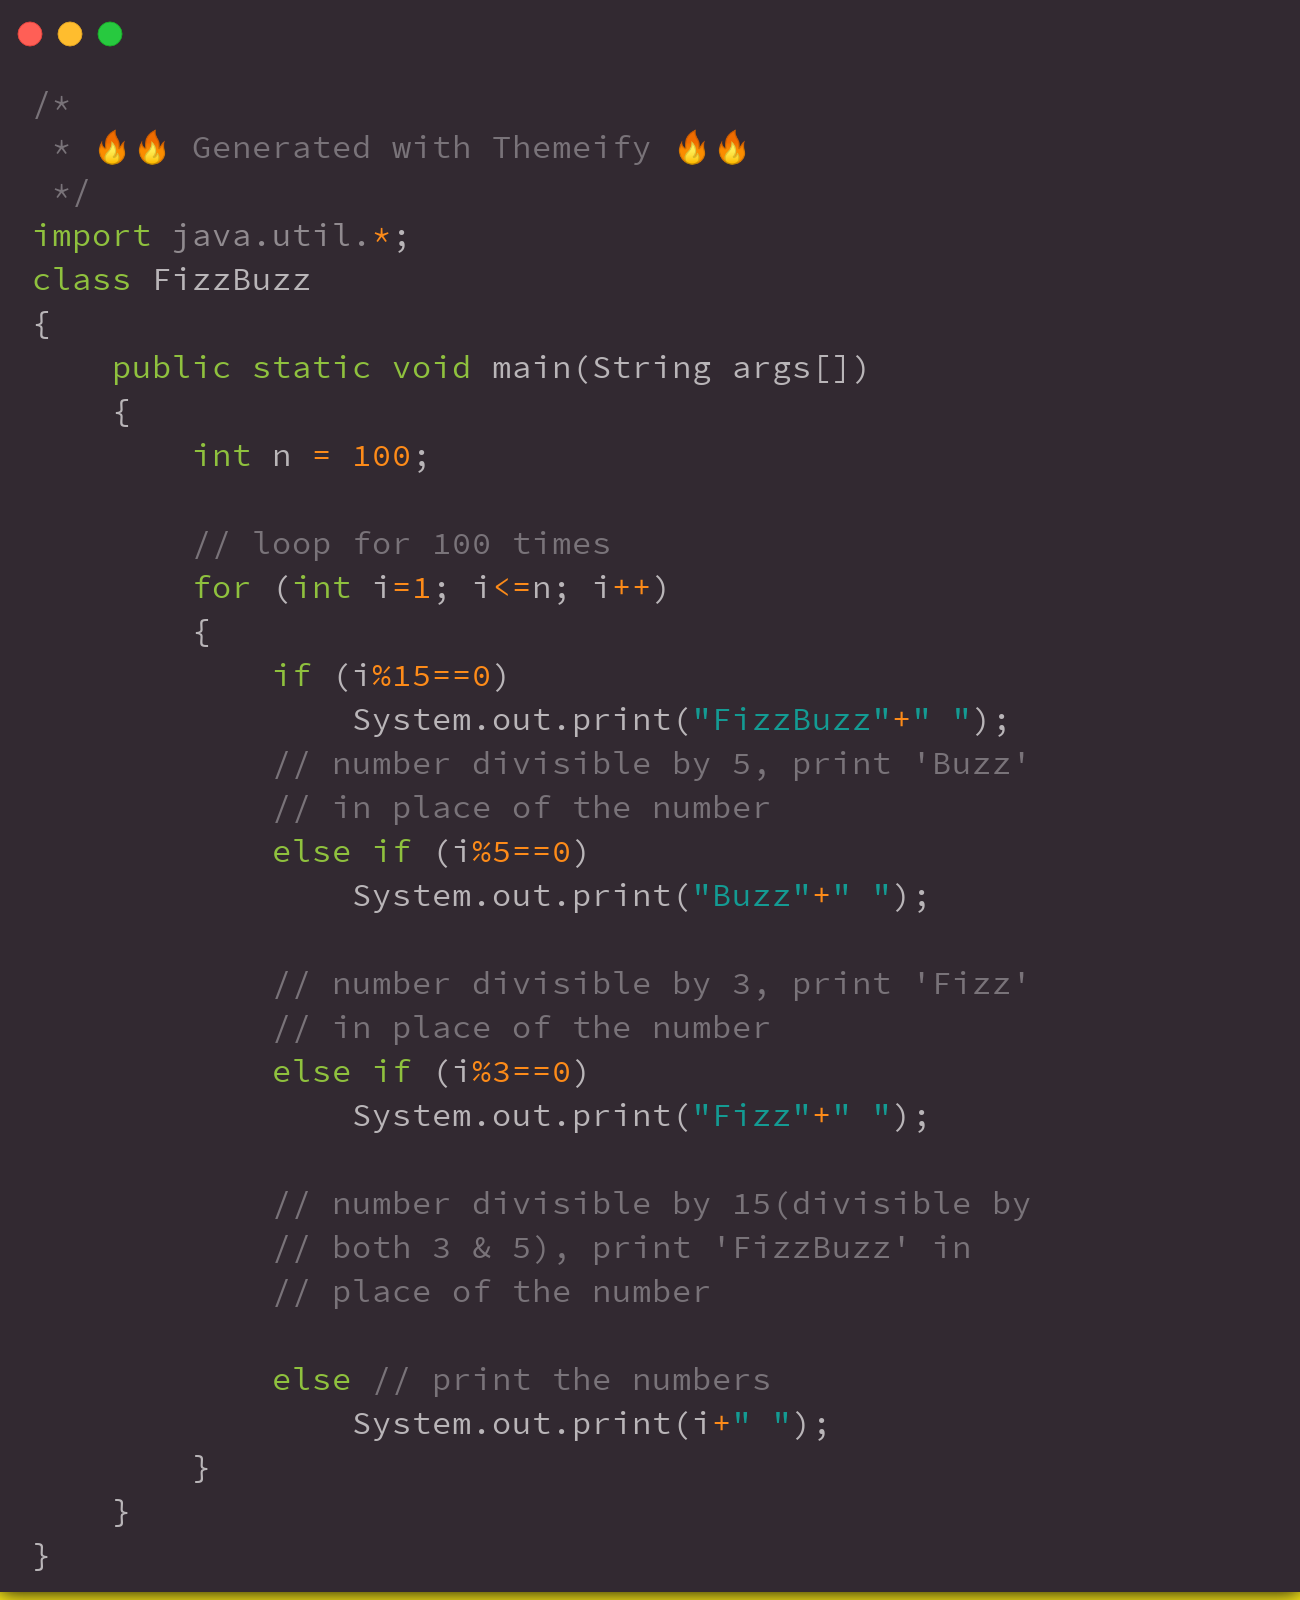 /*
 * 🔥🔥 Generated with Themeify 🔥🔥
 */
import java.util.*;
class FizzBuzz
{
    public static void main(String args[])
    {
        int n = 100;

        // loop for 100 times
        for (int i=1; i<=n; i++)
        {
            if (i%15==0)
                System.out.print("FizzBuzz"+" ");
            // number divisible by 5, print 'Buzz'
            // in place of the number
            else if (i%5==0)
                System.out.print("Buzz"+" ");

            // number divisible by 3, print 'Fizz'
            // in place of the number
            else if (i%3==0)
                System.out.print("Fizz"+" ");

            // number divisible by 15(divisible by
            // both 3 & 5), print 'FizzBuzz' in
            // place of the number

            else // print the numbers
                System.out.print(i+" ");
        }
    }
}